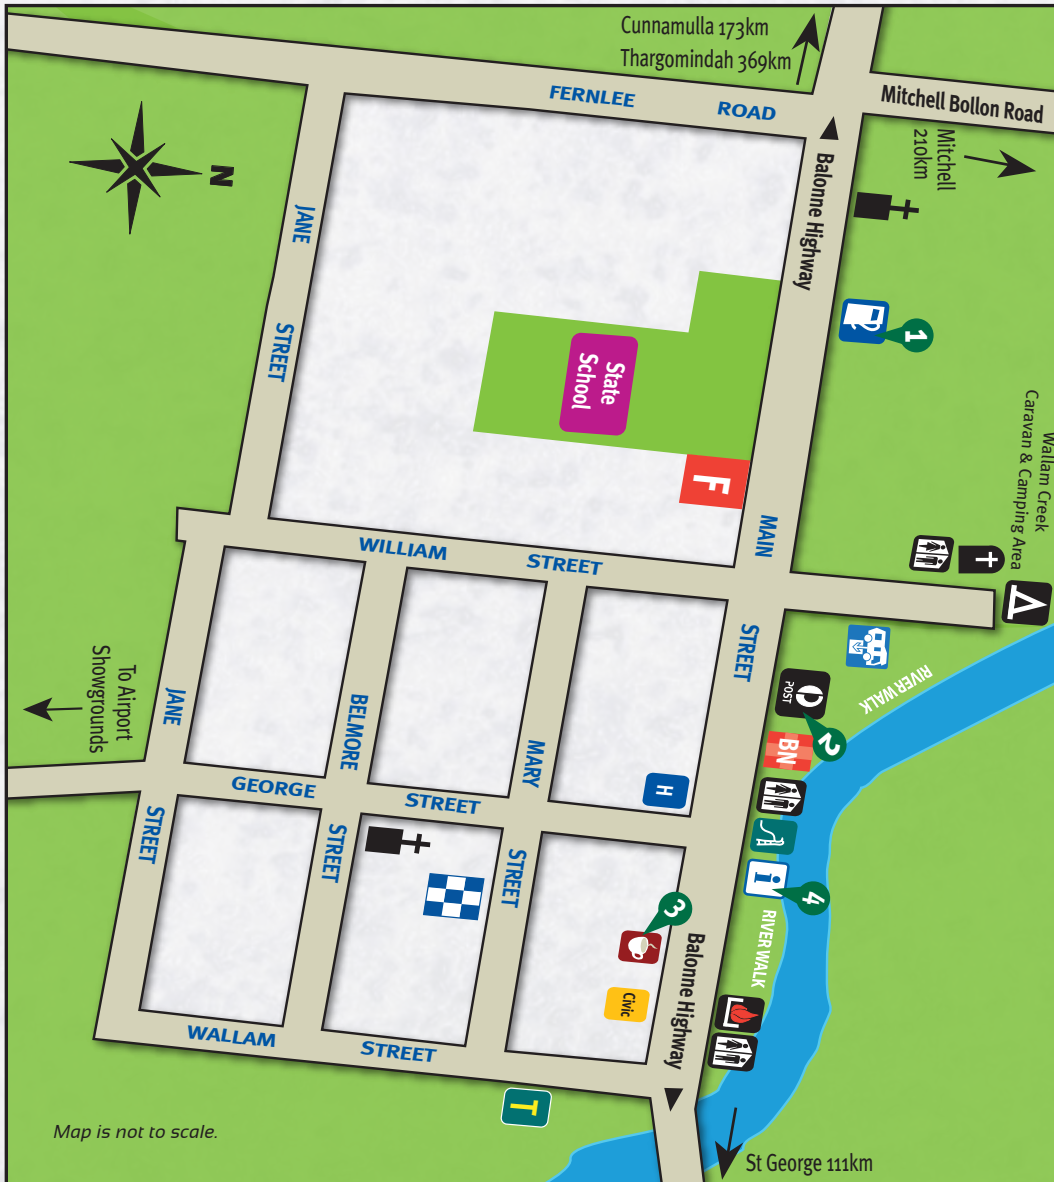 Cunnamulla 173km
Thargomindah 369km
FERNLEE ROAD
Mitchell Bollon Road
Mitchell
210km
N
Balonne Highway
JANE
STREET
1
State
School
F
Wallam Creek
Caravan & Camping Area
MAIN
STREET
WILLIAM STREET
RIVER WALK
POST
2
BN
To Airport
Showgrounds
JANE
STREET
BELMORE
STREET
MARY
STREET
H
GEORGE STREET
i
4
3
RIVER WALK
Civic
Balonne Highway
WALLAM STREET
T
Map is not to scale.
St George 111km